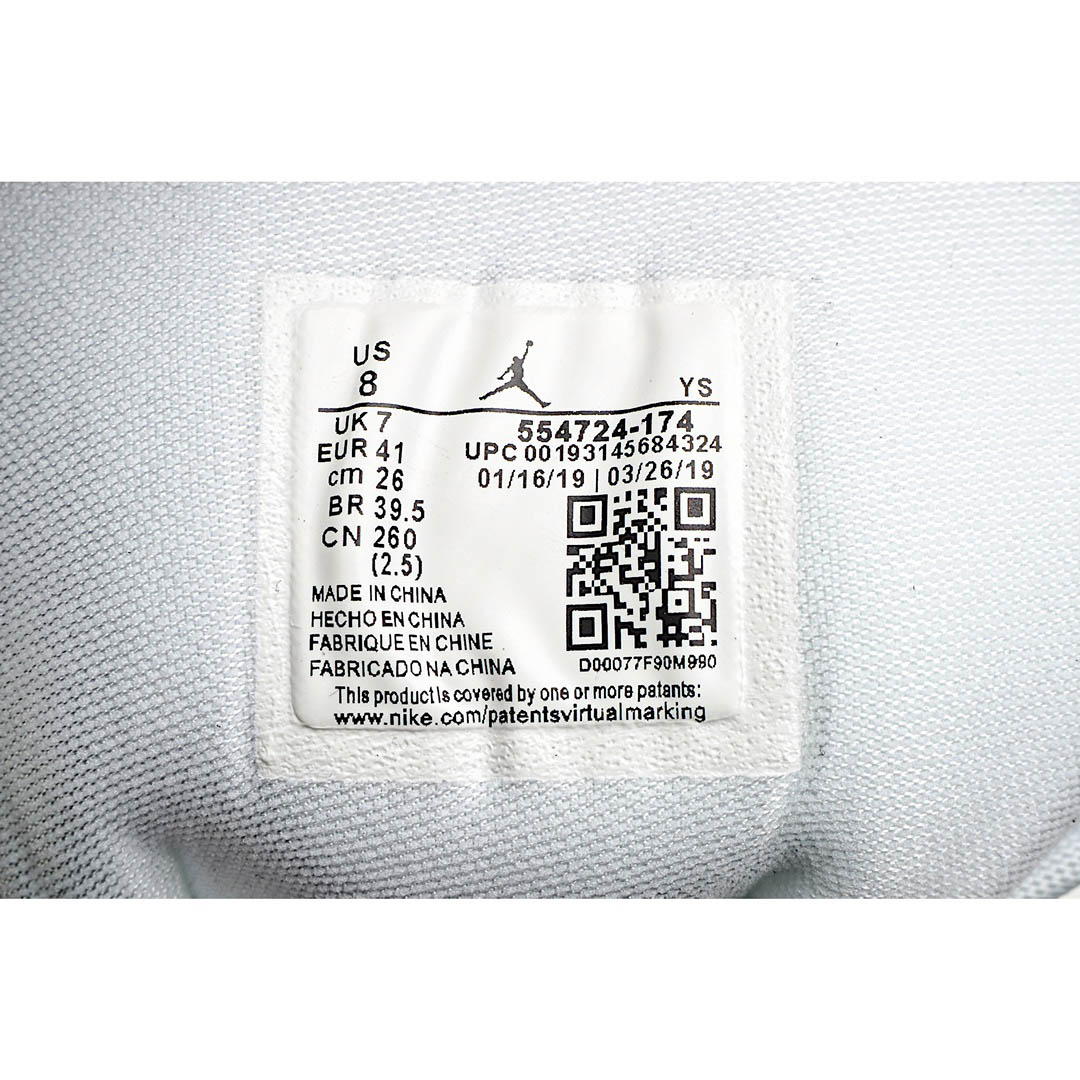 US
8
YS
UK 7
554724-174
EUR 41
UPC 00193145684324
cm 26
01/16/19 | 03/26/19
BR 39.5
CN 260
(2.5)
MADE IN CHINA
HECHO EN CHINA
FABRIQUE EN CHINE
FABRICADO NA CHINA
D00077F90M990
This product is covered by one or more patents:
www.nike.com/patentsvirtualmarking